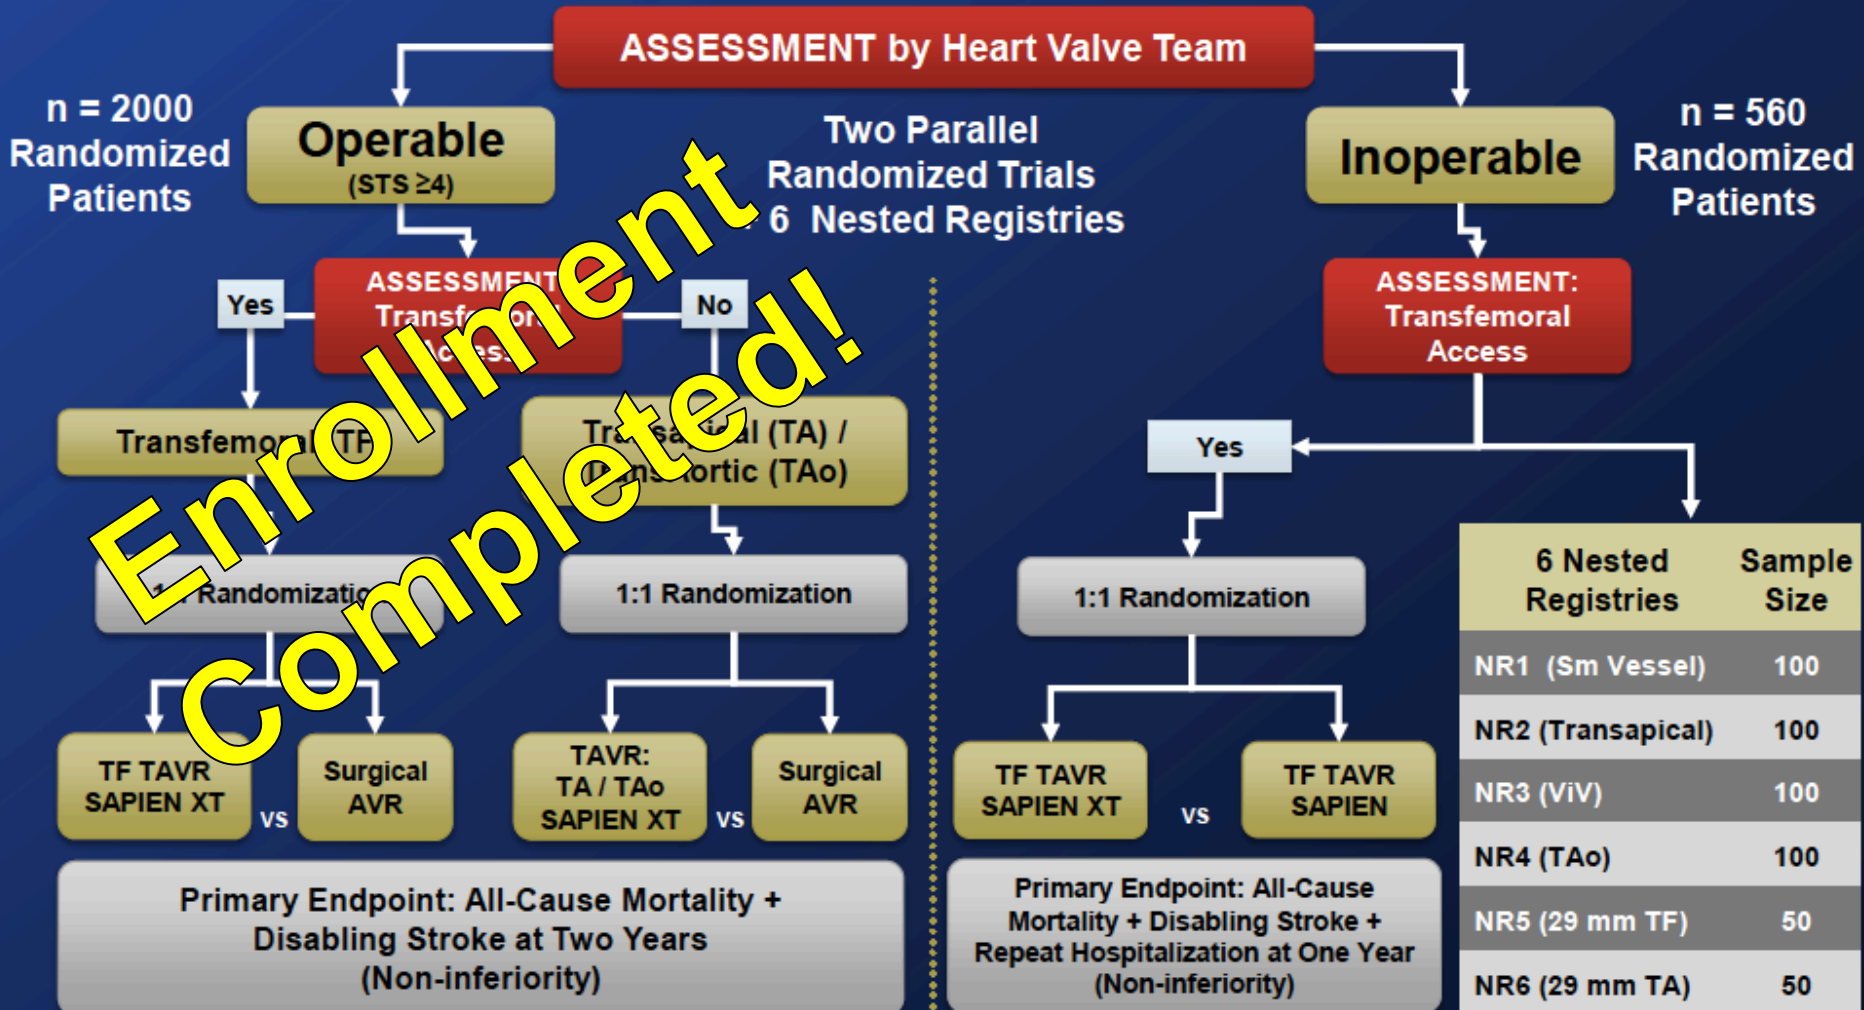 ASSESSMENT by Heart Valve Team
n = 2000
Randomized
Patients
Operable
(STS ≥4)
Two Parallel
Randomized Trials
6 Nested Registries
Inoperable
n = 560
Randomized
Patients
Yes
ASSESSMENT
Access
No
ASSESSMENT:
Transfemoral
Access
Enrollment
Completed!
(TA) /
(TAo)
Yes
1:1 Randomization
1:1 Randomization
TF TAVR
SAPIEN XT
vs
Surgical
AVR
TAVR:
TA / TAo
SAPIEN XT
vs
Surgical
AVR
TF TAVR
SAPIEN XT
vs
TF TAVR
SAPIEN
Primary Endpoint: All-Cause Mortality +
Disabling Stroke at Two Years
(Non-inferiority)
Primary Endpoint: All-Cause
Mortality + Disabling Stroke +
Repeat Hospitalization at One Year
(Non-inferiority)
6 Nested Registries Sample Size
NR1 (Sm Vessel) 100
NR2 (Transapical) 100
NR3 (ViV) 100
NR4 (TAo) 100
NR5 (29 mm TF) 50
NR6 (29 mm TA) 50